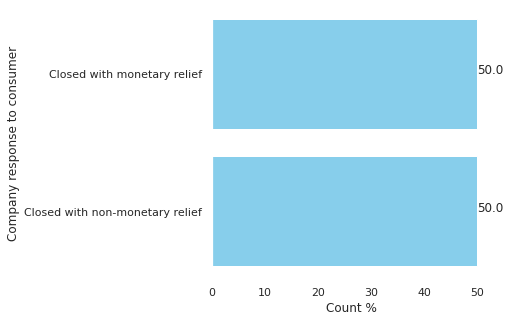 Company response to consumer
Closed with monetary relief
50.0
Closed with non-monetary relief
50.0
0 10 20 30 40 50
Count %